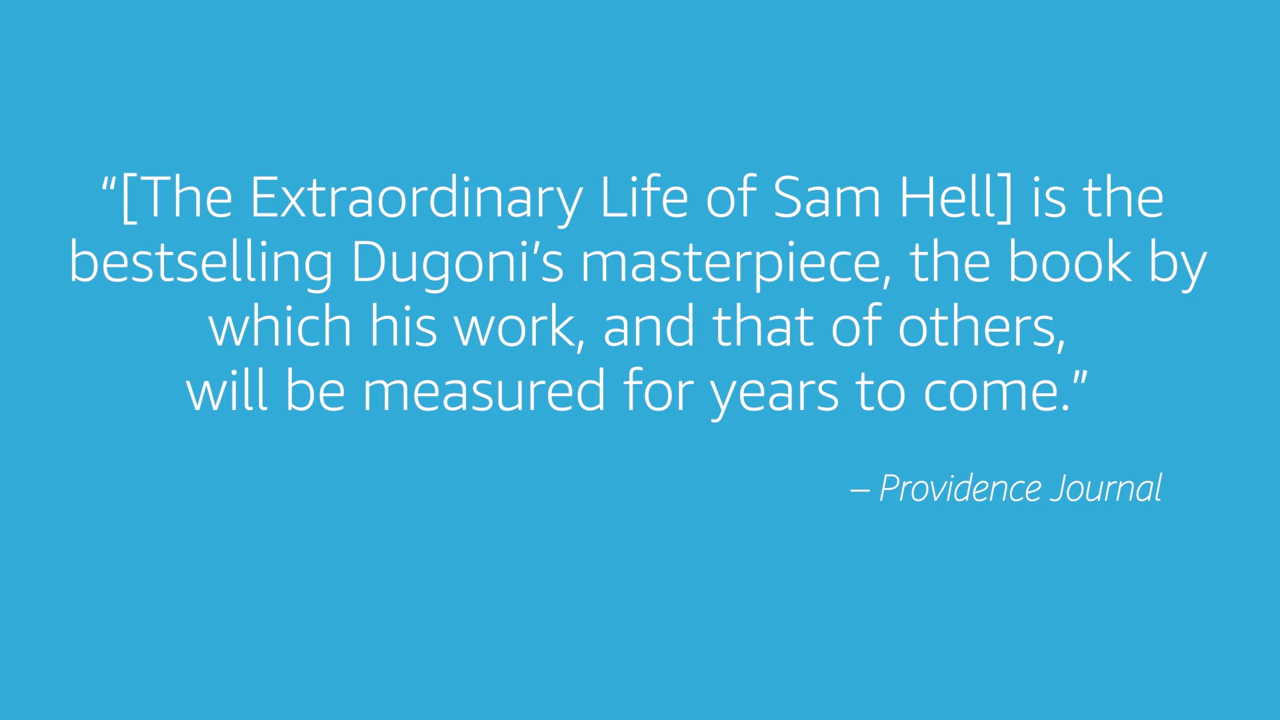 “[The Extraordinary Life of Sam Hell] is the
bestselling Dugoni’s masterpiece, the book by
which his work, and that of others,
will be measured for years to come.”
– Providence Journal